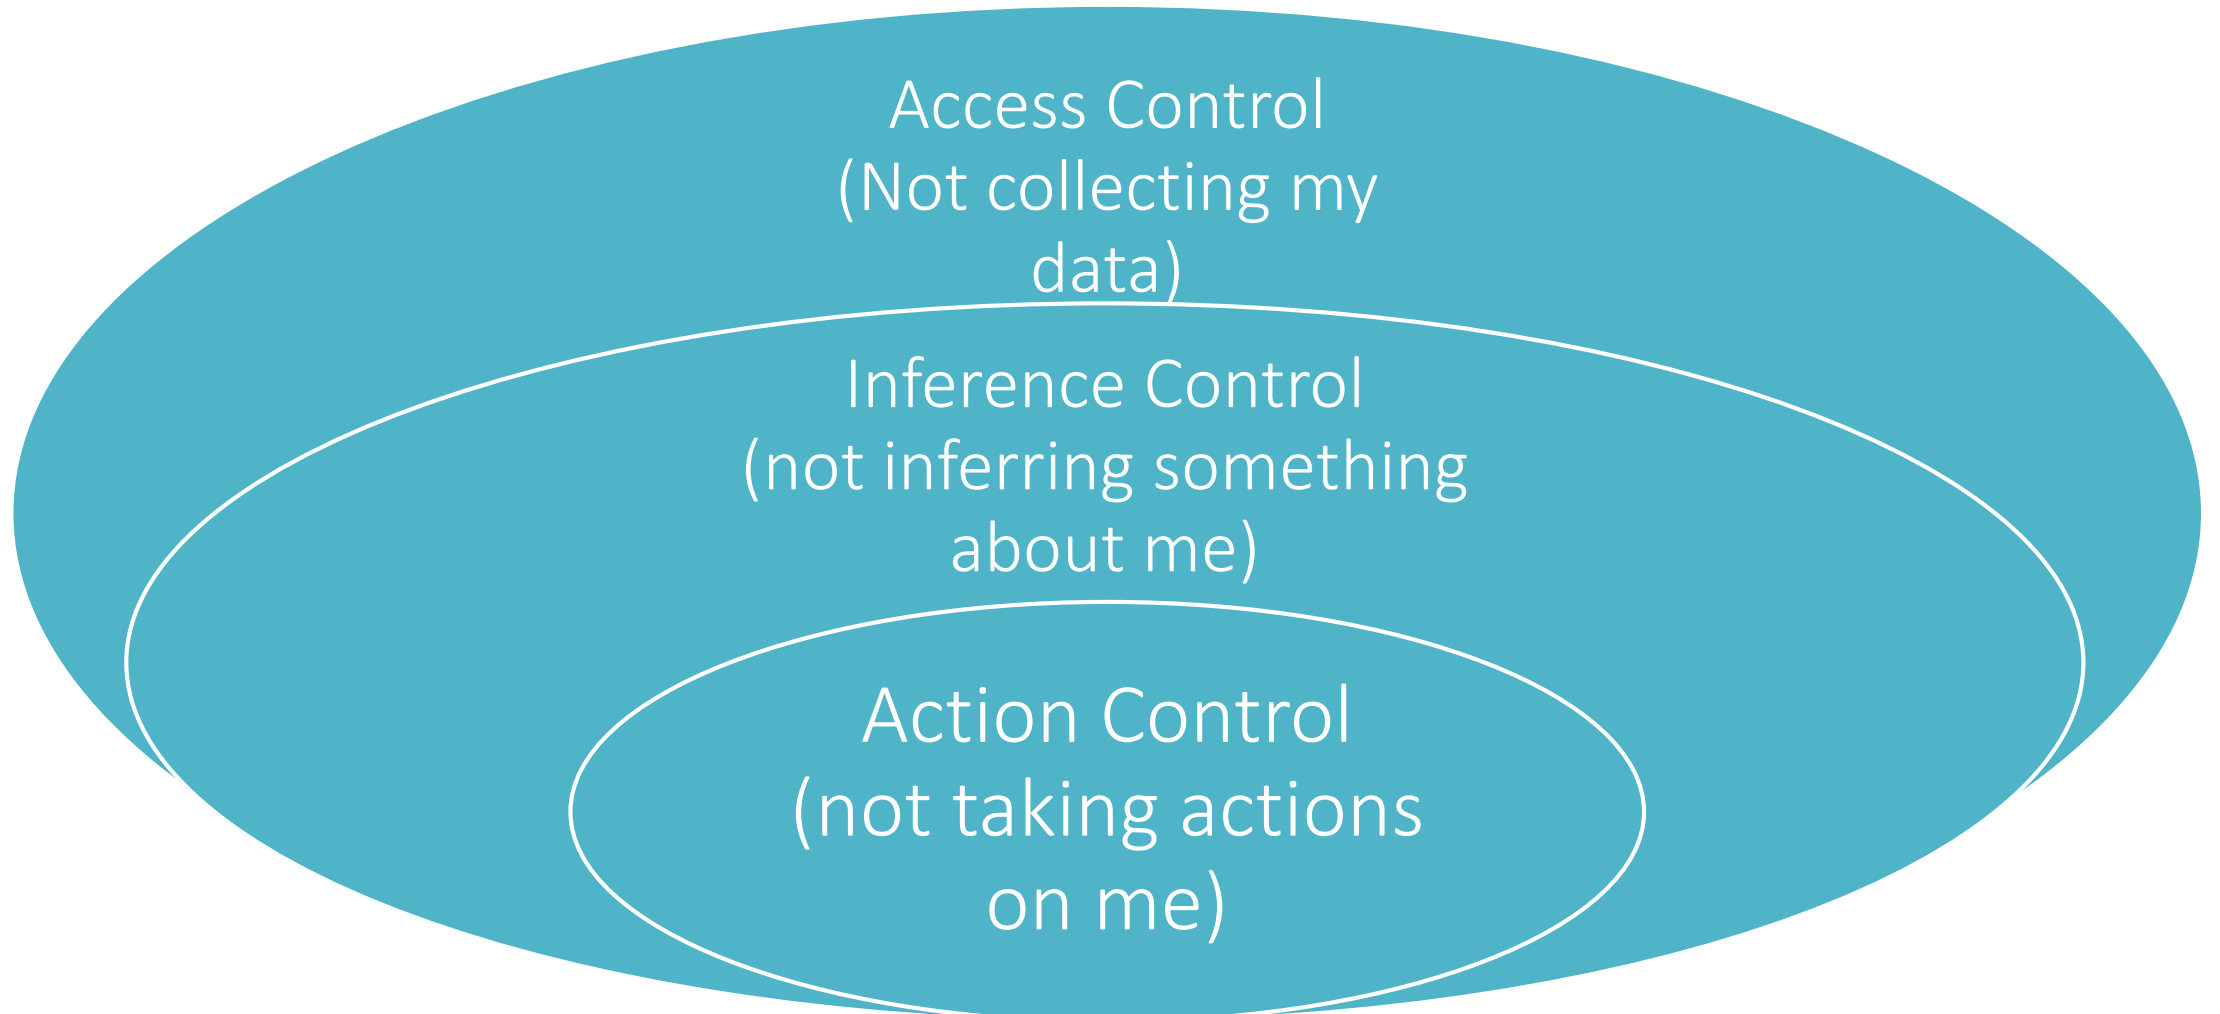 Access Control
(Not collecting my
data)
Inference Control
(not inferring something
about me)
Action Control
(not taking actions
on me)